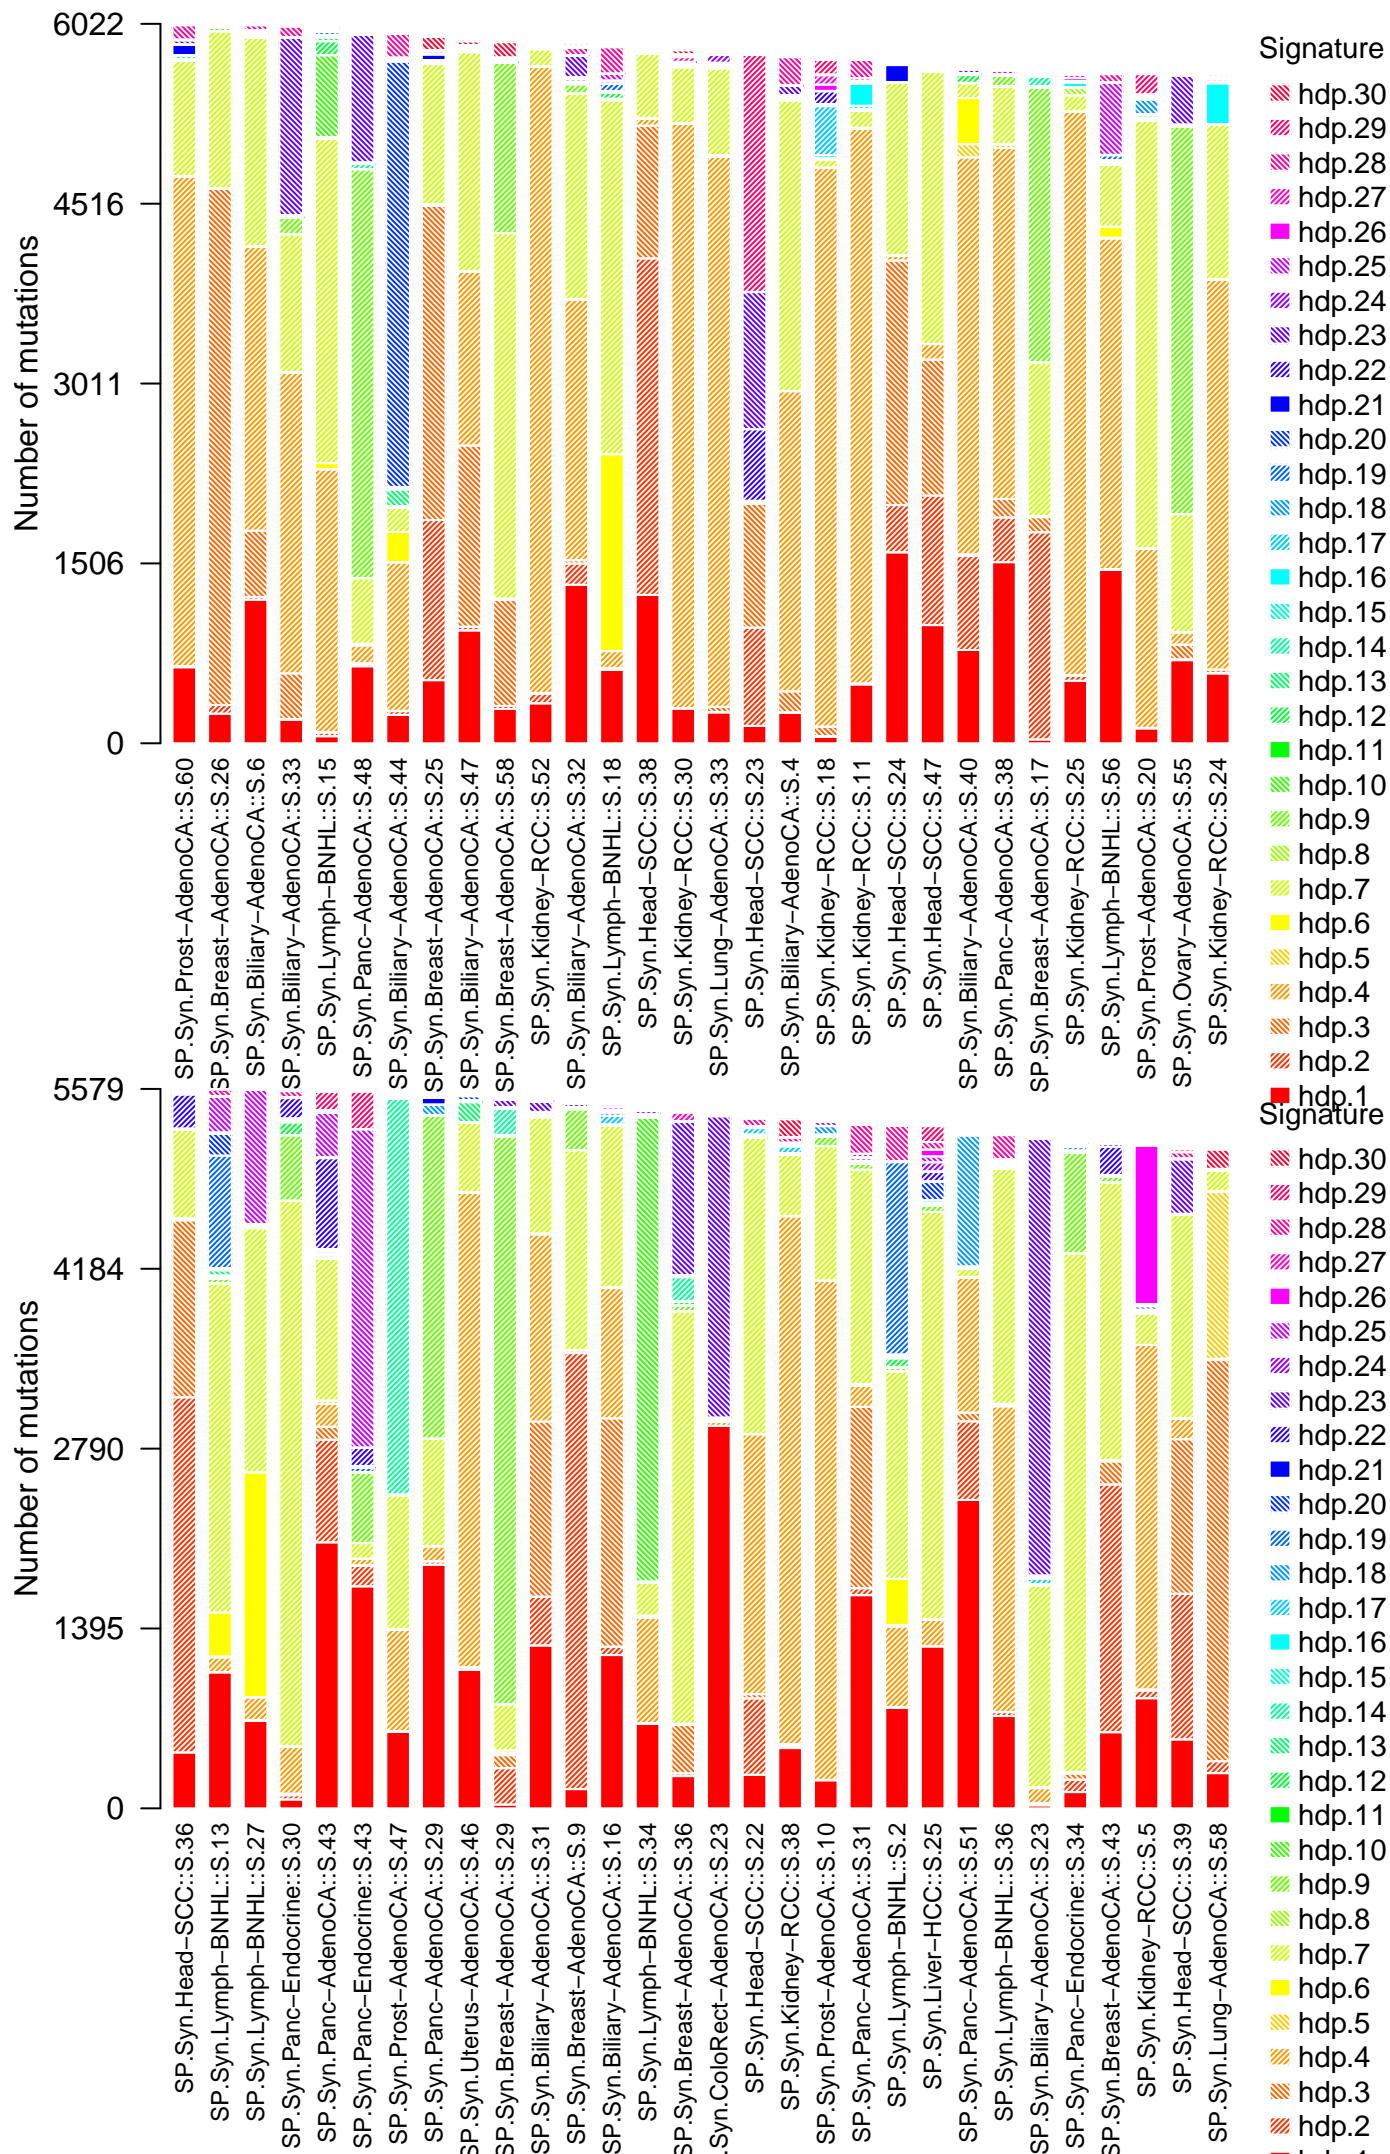 Number of mutations
6022
4516
3011
1506
0
SP.Syn.Prost−AdenoCA::S.60
SP.Syn.Breast−AdenoCA::S.26
SP.Syn.Biliary−AdenoCA::S.6
SP.Syn.Biliary−AdenoCA::S.33
SP.Syn.Lymph−BNHL::S.15
SP.Syn.Panc−AdenoCA::S.48
SP.Syn.Biliary−AdenoCA::S.44
SP.Syn.Breast−AdenoCA::S.25
SP.Syn.Biliary−AdenoCA::S.47
SP.Syn.Breast−AdenoCA::S.58
SP.Syn.Kidney−RCC::S.52
SP.Syn.Biliary−AdenoCA::S.32
SP.Syn.Lymph−BNHL::S.18
SP.Syn.Head−SCC::S.38
SP.Syn.Kidney−RCC::S.30
SP.Syn.Lung−AdenoCA::S.33
SP.Syn.Head−SCC::S.23
SP.Syn.Biliary−AdenoCA::S.4
SP.Syn.Kidney−RCC::S.18
SP.Syn.Kidney−RCC::S.11
SP.Syn.Head−SCC::S.24
SP.Syn.Head−SCC::S.47
SP.Syn.Biliary−AdenoCA::S.40
SP.Syn.Panc−AdenoCA::S.38
SP.Syn.Breast−AdenoCA::S.17
SP.Syn.Kidney−RCC::S.25
SP.Syn.Lymph−BNHL::S.56
SP.Syn.Prost−AdenoCA::S.20
SP.Syn.Ovary−AdenoCA::S.55
SP.Syn.Kidney−RCC::S.24
Signature
hdp.30
hdp.29
hdp.28
hdp.27
hdp.26
hdp.25
hdp.24
hdp.23
hdp.22
hdp.21
hdp.20
hdp.19
hdp.18
hdp.17
hdp.16
hdp.15
hdp.14
hdp.13
hdp.12
hdp.11
hdp.10
hdp.9
hdp.8
hdp.7
hdp.6
hdp.5
hdp.4
hdp.3
hdp.2
hdp.1
Number of mutations
5579
4184
2790
1395
0
SP.Syn.Head−SCC::S.36
SP.Syn.Lymph−BNHL::S.13
SP.Syn.Lymph−BNHL::S.27
SP.Syn.Panc−Endocrine::S.30
SP.Syn.Panc−AdenoCA::S.43
SP.Syn.Panc−Endocrine::S.43
SP.Syn.Prost−AdenoCA::S.47
SP.Syn.Panc−AdenoCA::S.29
SP.Syn.Uterus−AdenoCA::S.46
SP.Syn.Breast−AdenoCA::S.29
SP.Syn.Biliary−AdenoCA::S.31
SP.Syn.Breast−AdenoCA::S.9
SP.Syn.Biliary−AdenoCA::S.16
SP.Syn.Lymph−BNHL::S.34
SP.Syn.Breast−AdenoCA::S.36
.Syn.ColoRect−AdenoCA::S.23
SP.Syn.Head−SCC::S.22
SP.Syn.Kidney−RCC::S.38
SP.Syn.Prost−AdenoCA::S.10
SP.Syn.Panc−AdenoCA::S.31
SP.Syn.Lymph−BNHL::S.2
SP.Syn.Liver−HCC::S.25
SP.Syn.Panc−AdenoCA::S.51
SP.Syn.Lymph−BNHL::S.36
SP.Syn.Biliary−AdenoCA::S.23
SP.Syn.Panc−Endocrine::S.34
SP.Syn.Breast−AdenoCA::S.43
SP.Syn.Kidney−RCC::S.5
SP.Syn.Head−SCC::S.39
SP.Syn.Lung−AdenoCA::S.58
Signature
hdp.30
hdp.29
hdp.28
hdp.27
hdp.26
hdp.25
hdp.24
hdp.23
hdp.22
hdp.21
hdp.20
hdp.19
hdp.18
hdp.17
hdp.16
hdp.15
hdp.14
hdp.13
hdp.12
hdp.11
hdp.10
hdp.9
hdp.8
hdp.7
hdp.6
hdp.5
hdp.4
hdp.3
hdp.2